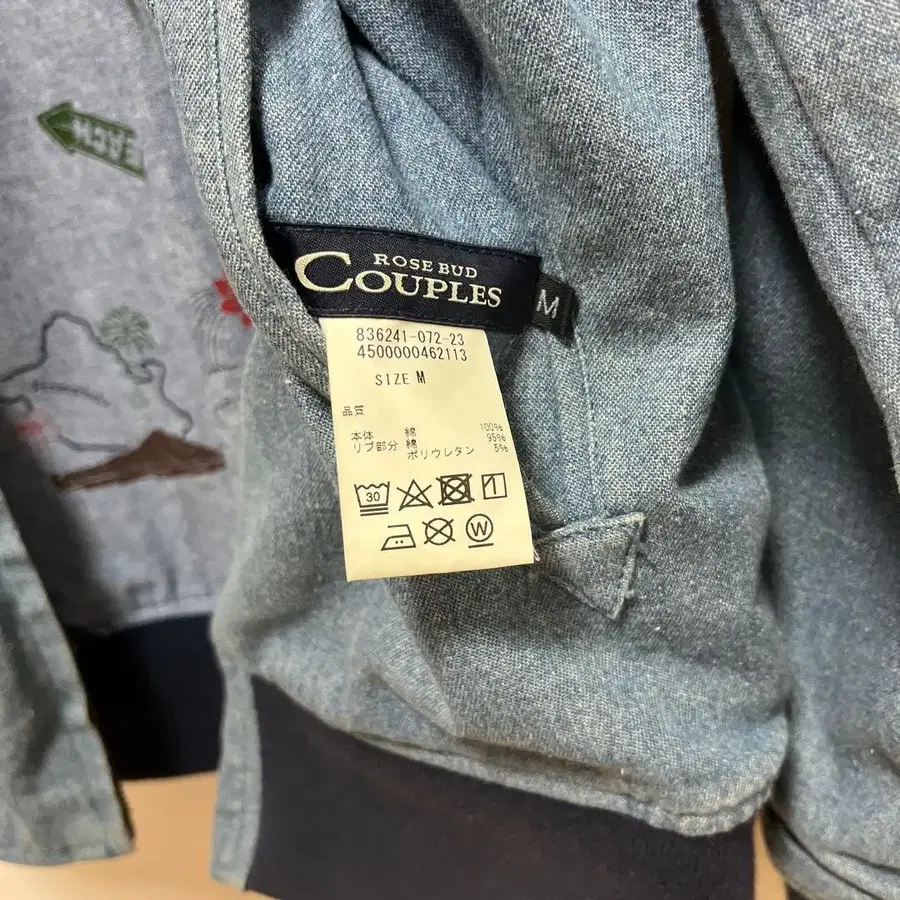 ROSE BUD
COUPLES
M
836241-072-23
4500000462113
SIZE M
品質
本体 綿 100%
リブ部分 綿 95%
ポリウレタン 5%
30
W